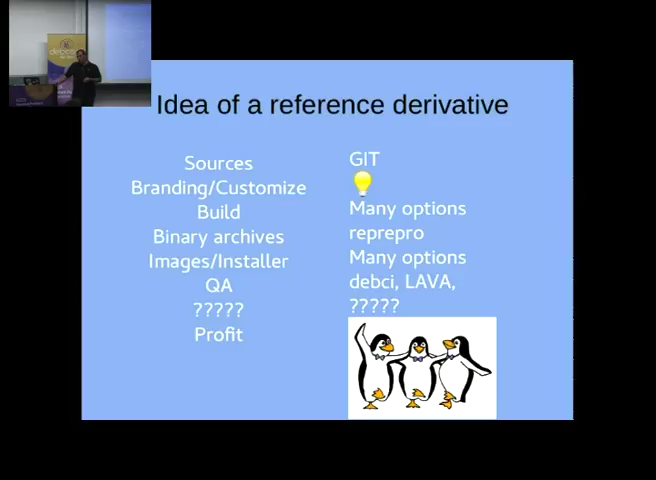 Idea of a reference derivative
Sources
Branding/Customize
Build
Binary archives
Images/Installer
QA
?????
Profit
GIT
Many options
reprepro
Many options
debci, LAVA,
?????